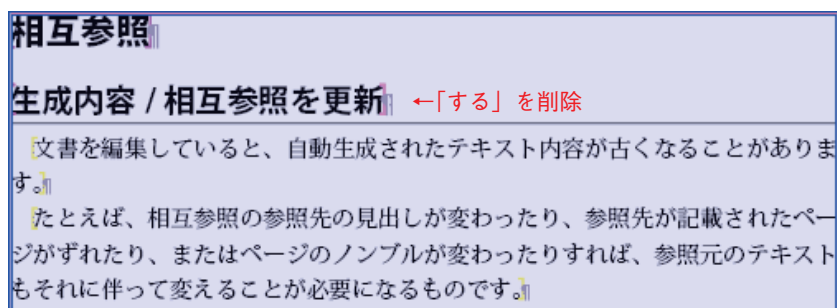 相互参照
生成内容 / 相互参照を更新 ←「する」を削除
文書を編集していると、自動生成されたテキスト内容が古くなることがありま
す。
たとえば、相互参照の参照先の見出しが変わったり、参照先が記載されたペー
ジがずれたり、またはページのノンブルが変わったりすれば、参照元のテキスト
もそれに伴って変えることが必要になるものです。